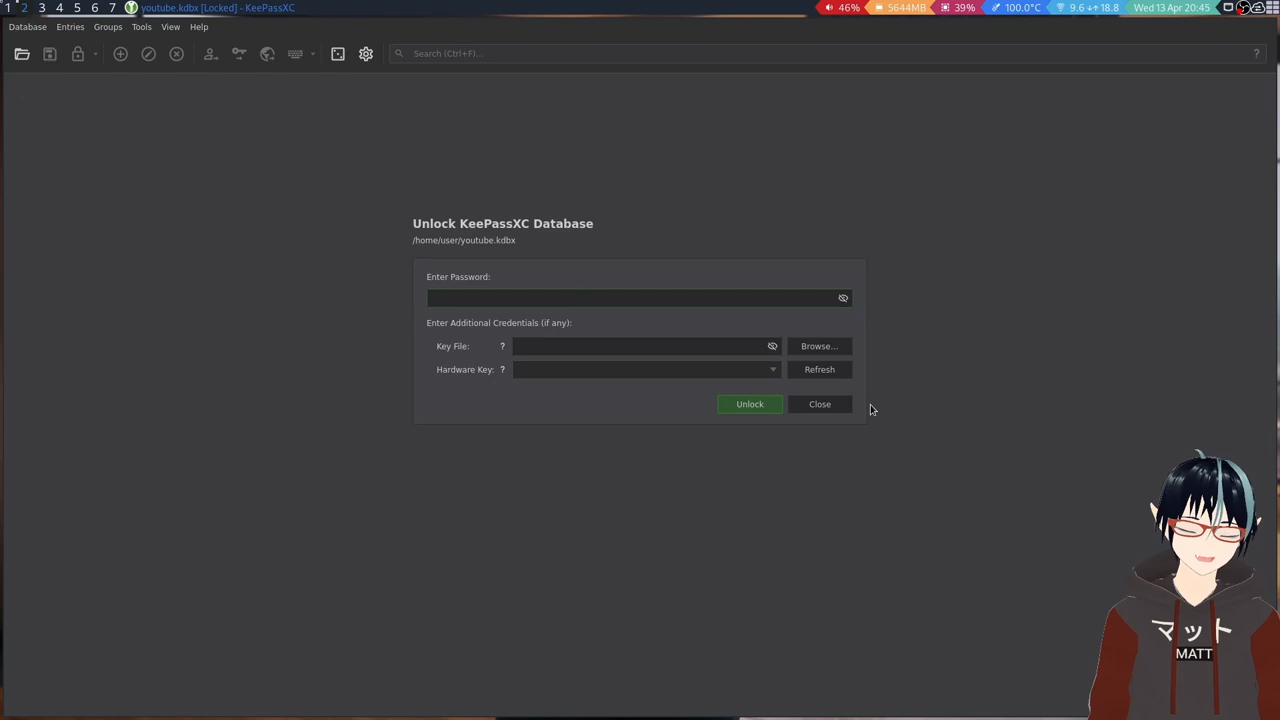 1 2 3 4 5 6 7 youtube.kdbx [Locked] - KeePassXC 46% 5644MB 39% 100.0°C 9.6 ↓↑ 18.8 Wed 13 Apr 20:45
Database Entries Groups Tools View Help
Search (Ctrl+F)... ?
Unlock KeePassXC Database
/home/user/youtube.kdbx
Enter Password:
Enter Additional Credentials (if any):
Key File: ? Browse...
Hardware Key: ? Refresh
Unlock Close
マット
MATT